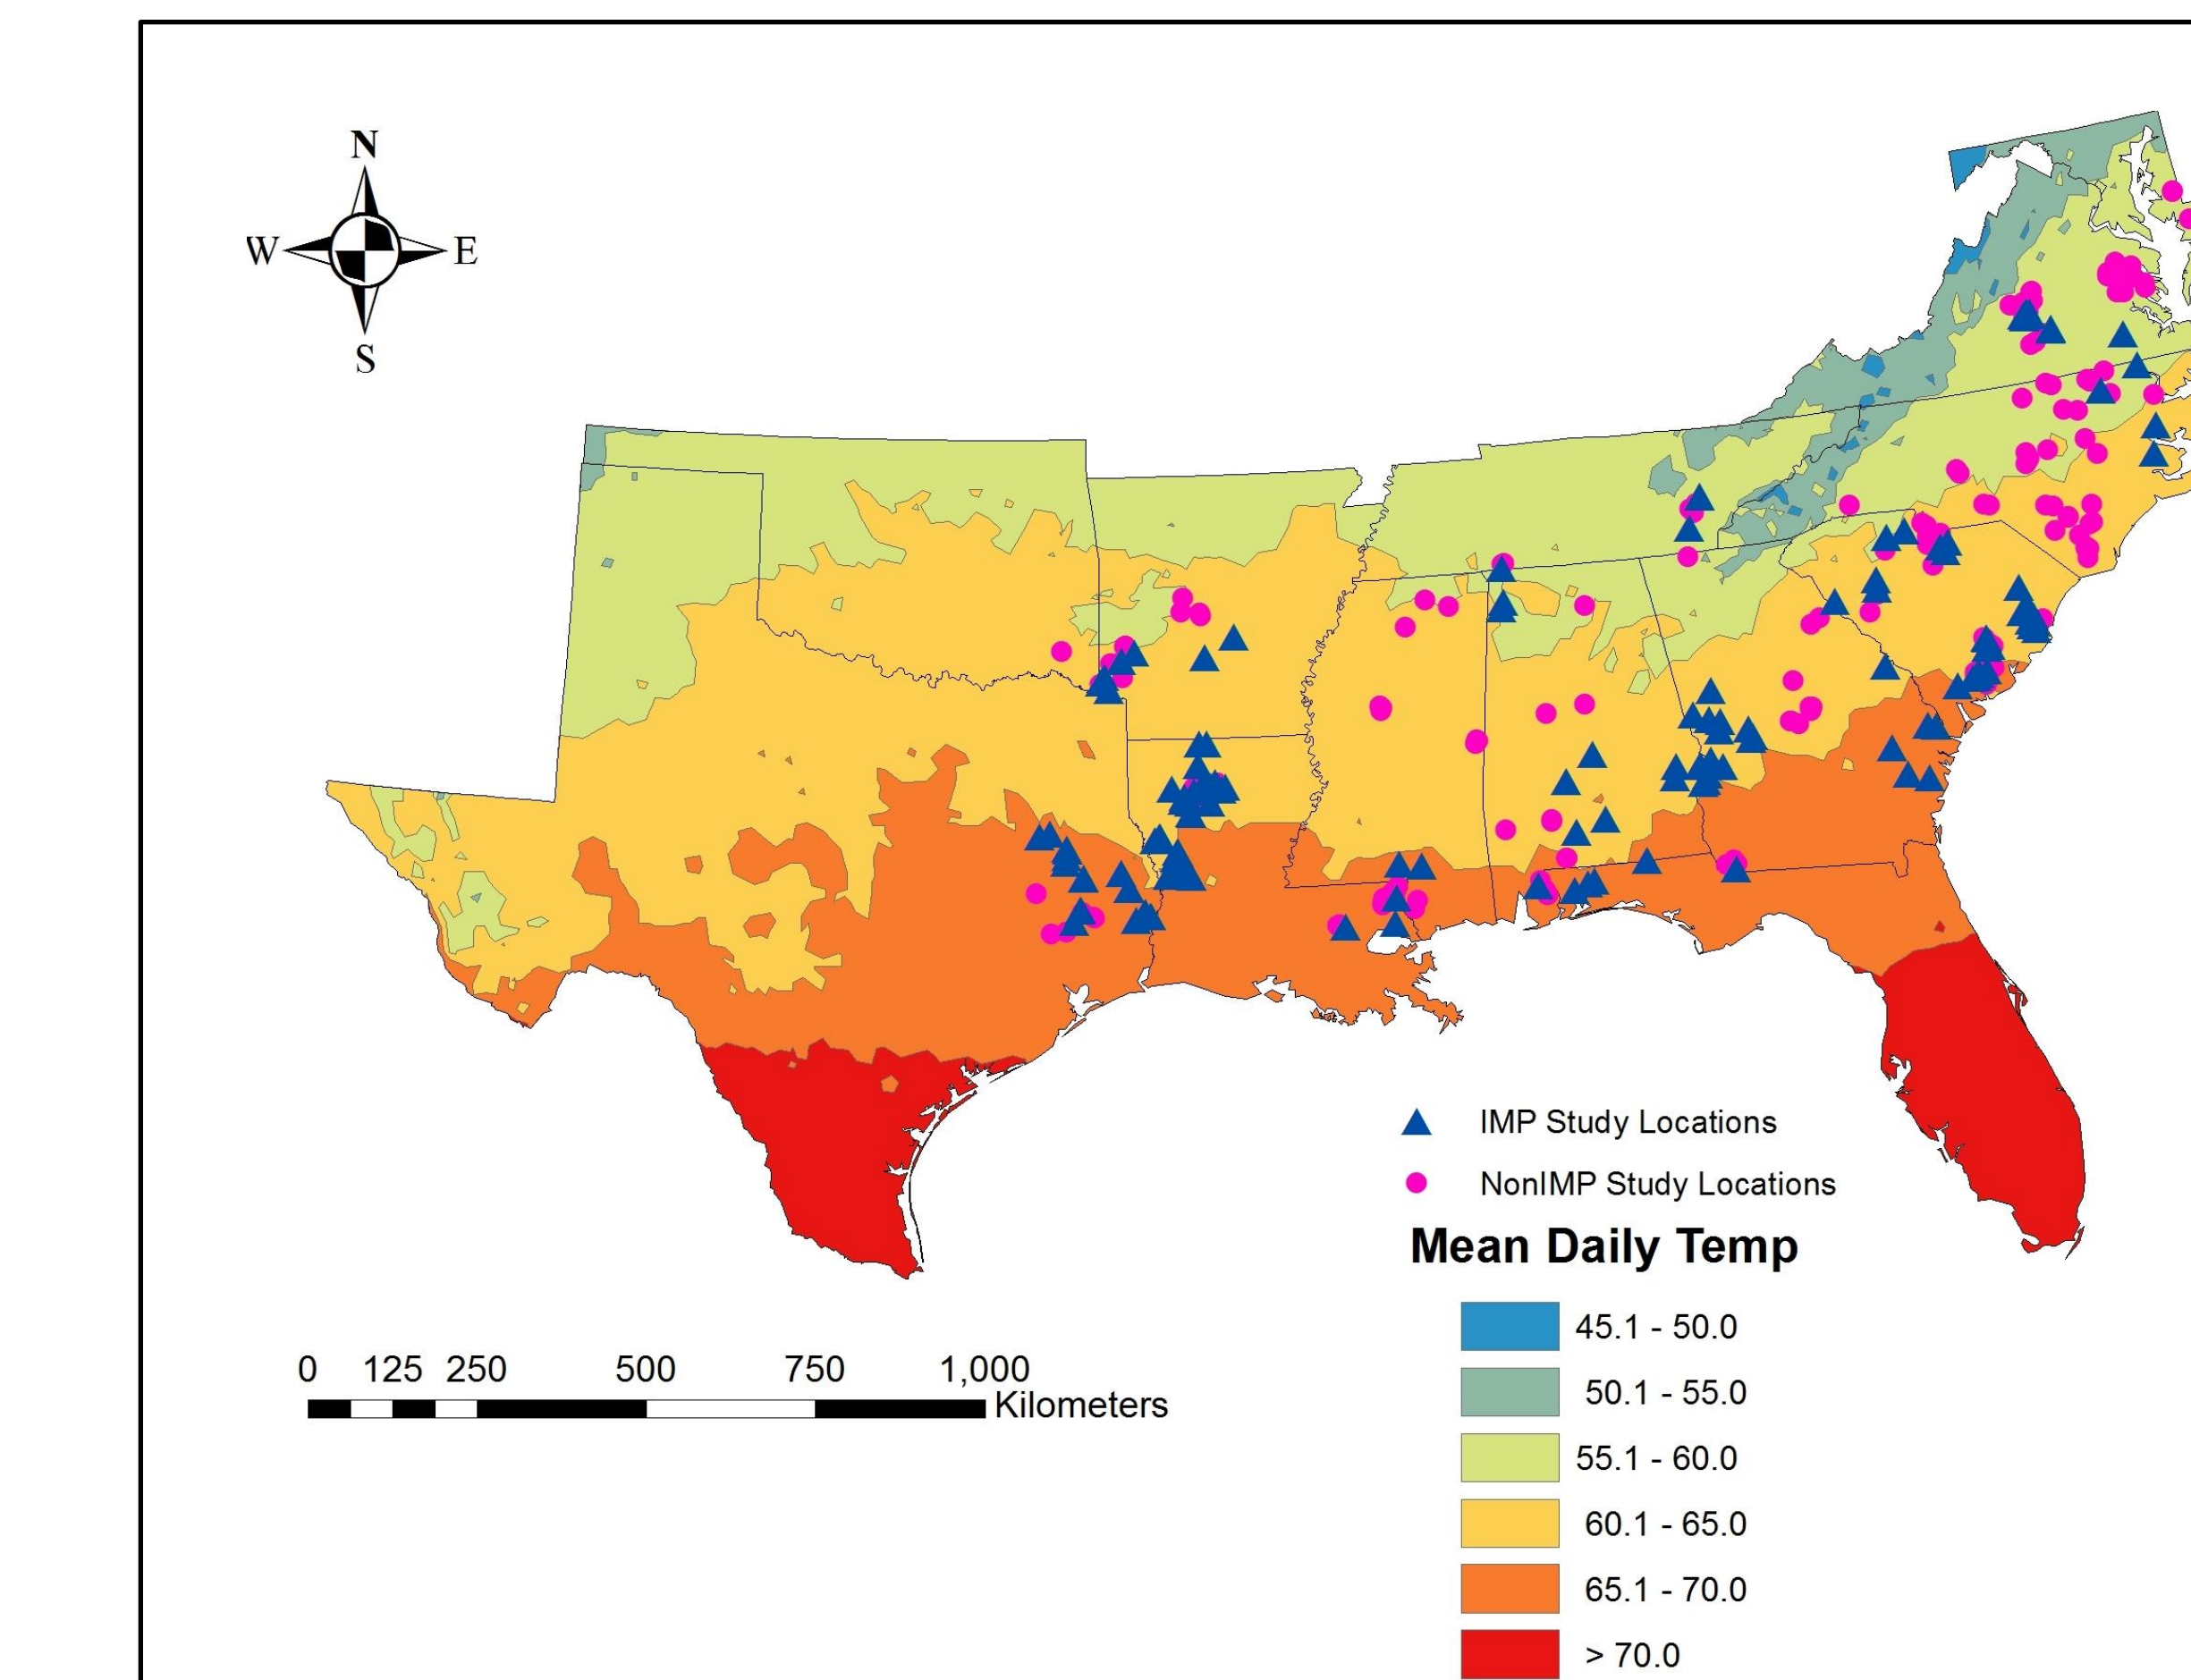 N
W E
S
IMP Study Locations
NonIMP Study Locations
Mean Daily Temp
45.1 - 50.0
50.1 - 55.0
55.1 - 60.0
60.1 - 65.0
65.1 - 70.0
> 70.0
0 125 250 500 750 1,000
Kilometers